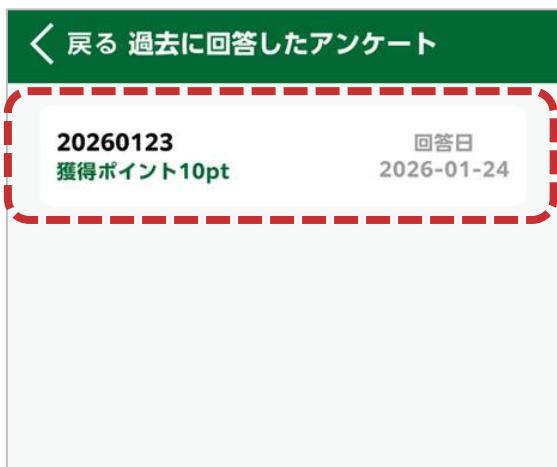 戻る 過去に回答したアンケート
20260123
獲得ポイント10pt
回答日
2026-01-24